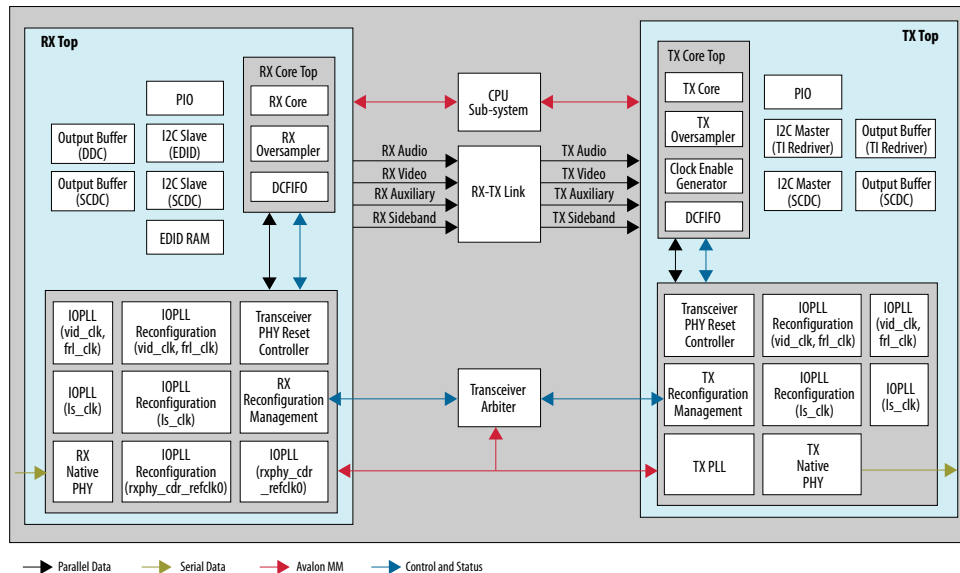 RX Top
RX Core Top
RX Core
RX
Oversampler
DCFIFO
PIO
Output Buffer
(DDC)
I2C Slave
(EDID)
Output Buffer
(SCDC)
I2C Slave
(SCDC)
EDID RAM
IOPLL
(vid_clk,
frl_clk)
IOPLL
Reconfiguration
(vid_clk, frl_clk)
Transceiver
PHY Reset
Controller
IOPLL
(ls_clk)
IOPLL
Reconfiguration
(ls_clk)
RX
Reconfiguration
Management
RX
Native
PHY
IOPLL
Reconfiguration
(rxphy_cdr_refclk0)
IOPLL
(rxphy_cdr
_refclk0)
CPU
Sub-system
RX Audio
RX Video
RX Auxiliary
RX Sideband
RX-TX Link
TX Audio
TX Video
TX Auxiliary
TX Sideband
Transceiver
Arbiter
TX Top
TX Core Top
TX Core
TX
Oversampler
Clock Enable
Generator
DCFIFO
PIO
I2C Master
(TI Redriver)
Output Buffer
(TI Redriver)
I2C Master
(SCDC)
Output Buffer
(SCDC)
Transceiver
PHY Reset
Controller
IOPLL
Reconfiguration
(vid_clk, frl_clk)
IOPLL
(vid_clk,
frl_clk)
TX
Reconfiguration
Management
IOPLL
Reconfiguration
(ls_clk)
IOPLL
(ls_clk)
TX PLL
TX
Native
PHY
Parallel Data
Serial Data
Avalon MM
Control and Status